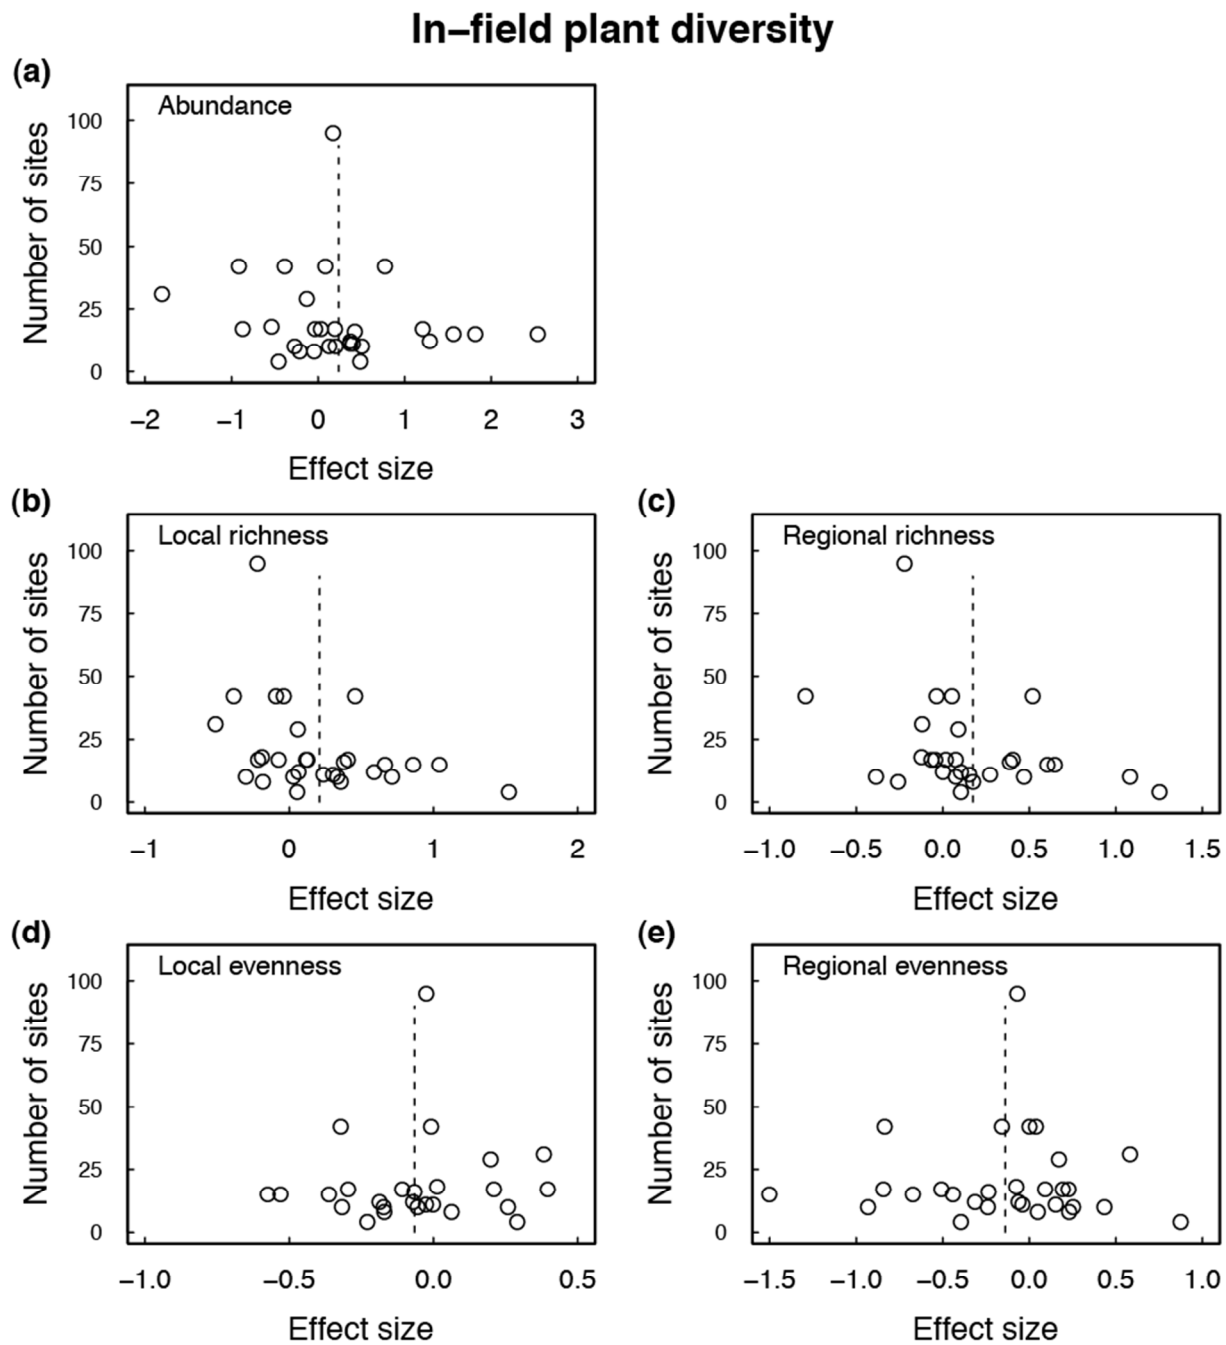 In–field plant diversity
(a)
Abundance
Number of sites
100
75
50
25
0
−2 −1 0 1 2 3
Effect size
(b)
Local richness
Number of sites
100
75
50
25
0
−1 0 1 2
Effect size
(c)
Regional richness
Number of sites
100
75
50
25
0
−1.0 −0.5 0.0 0.5 1.0 1.5
Effect size
(d)
Local evenness
Number of sites
100
75
50
25
0
−1.0 −0.5 0.0 0.5
Effect size
(e)
Regional evenness
Number of sites
100
75
50
25
0
−1.5 −1.0 −0.5 0.0 0.5 1.0
Effect size